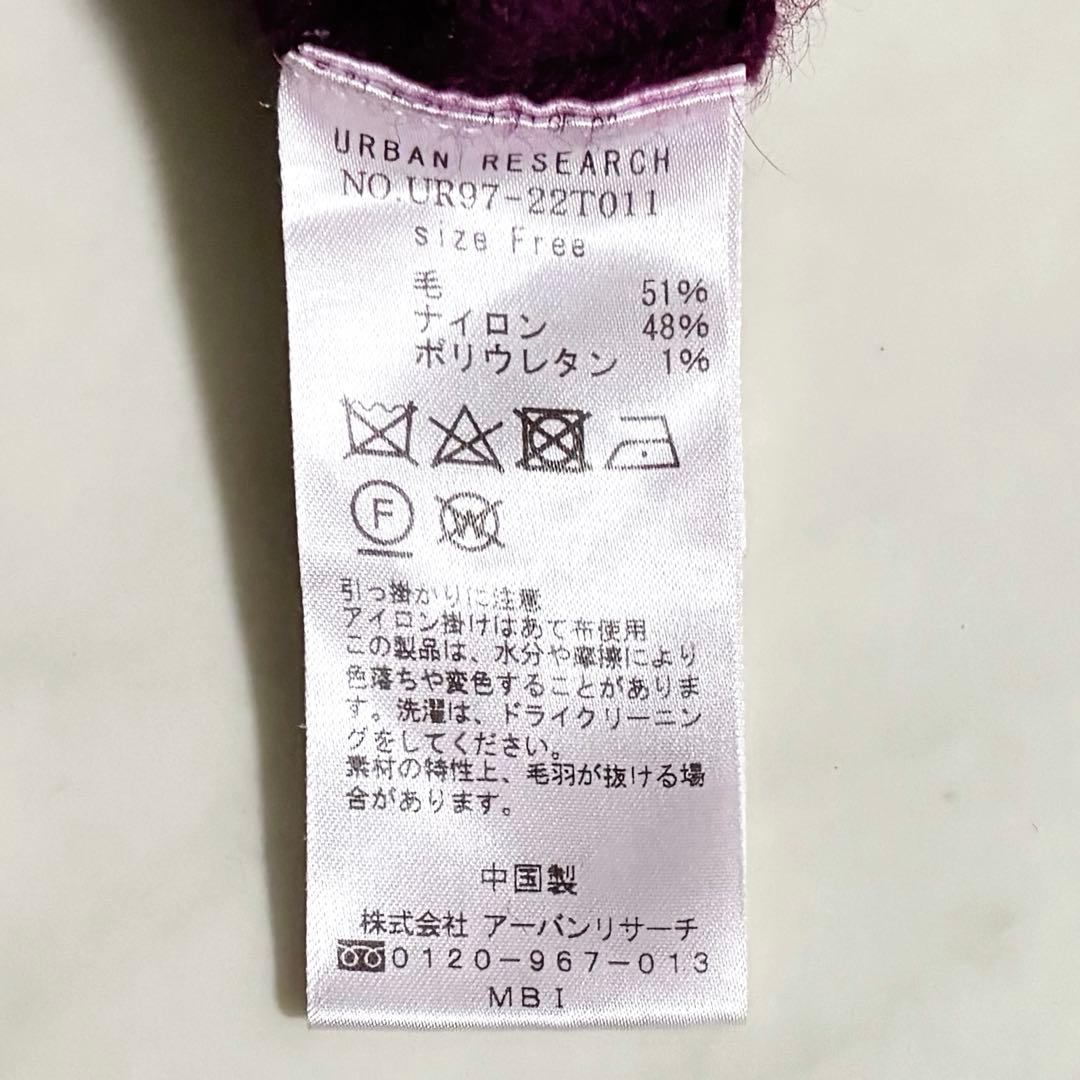 URBAN RESEARCH
NO.UR97-22T011
size Free
毛 51%
ナイロン 48%
ポリウレタン 1%
F
W
引っ掛かりに注意
アイロン掛けはあて布使用
この製品は、水分や摩擦により
色落ちや変色することがありま
す。洗濯は、ドライクリーニン
グをしてください。
素材の特性上、毛羽が抜ける場
合があります。
中国製
株式会社 アーバンリサーチ
0120-967-013
MBI